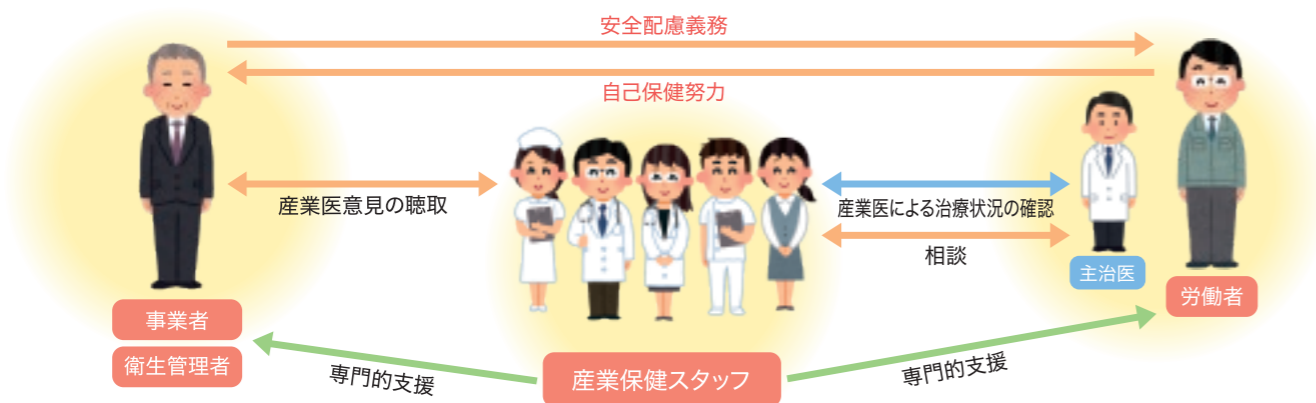 安全配慮義務
自己保健努力
産業医意見の聴取
産業医による治療状況の確認
相談
主治医
労働者
事業者
衛生管理者
専門的支援
産業保健スタッフ
専門的支援